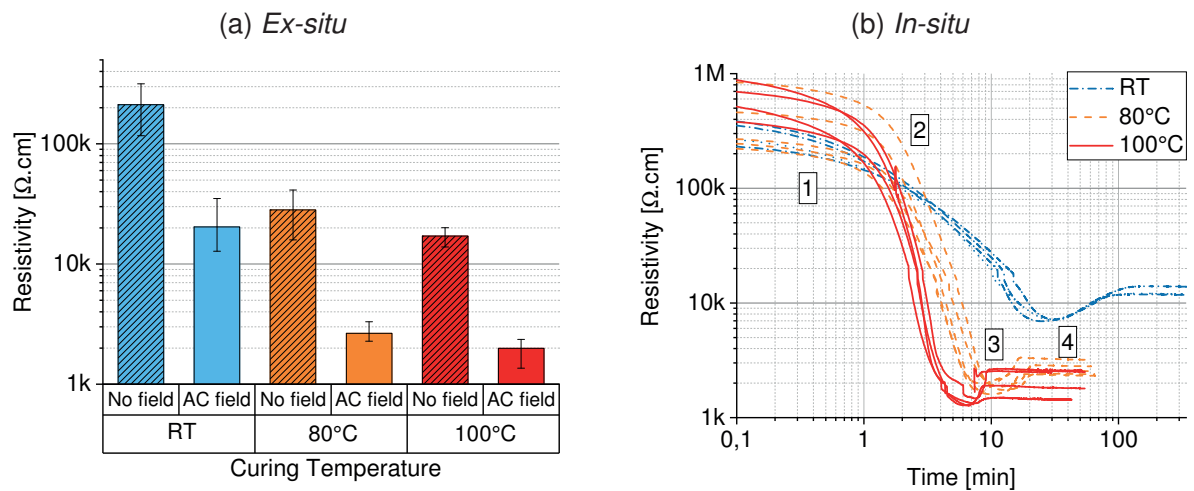 (a) Ex-situ
Resistivity [Ω.cm]
100k
10k
1k
No field AC field No field AC field No field AC field
RT 80°C 100°C
Curing Temperature
(b) In-situ
Resistivity [Ω.cm]
1M
100k
10k
1k
RT
80°C
100°C
2
1
3 4
0,1 1 10 100
Time [min]